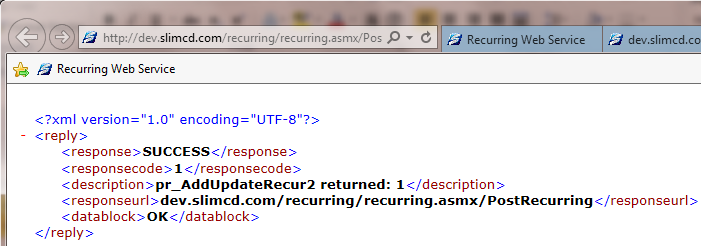 http://dev.slimcd.com/recurring/recurring.asmx/Pos
Recurring Web Service
dev.slimcd.co
Recurring Web Service
<?xml version="1.0" encoding="UTF-8"?>
- <reply>
<response>SUCCESS</response>
<responsecode>1</responsecode>
<description>pr_AddUpdateRecur2 returned: 1</description>
<responseurl>dev.slimcd.com/recurring/recurring.asmx/PostRecurring</responseurl>
<datablock>OK</datablock>
</reply>